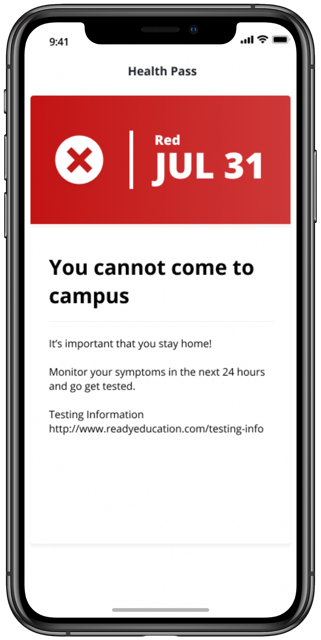 9:41
Health Pass
Red
JUL 31
You cannot come to
campus
It's important that you stay home!
Monitor your symptoms in the next 24 hours
and go get tested.
Testing Information
http://www.readyeducation.com/testing-info